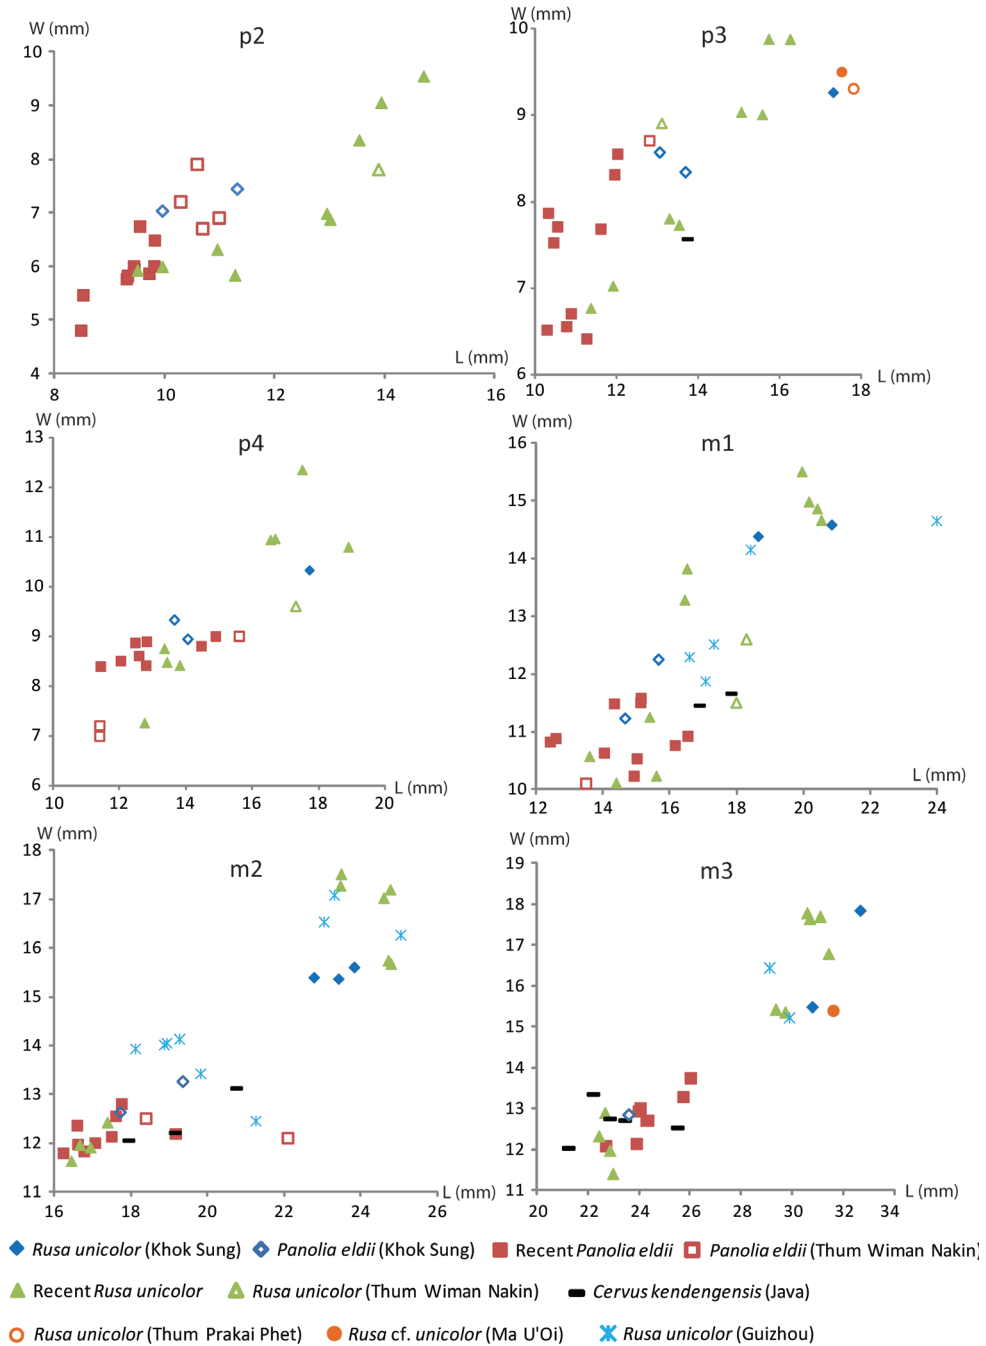 W (mm)
p2
10
9
8
7
6
5
4
8
10
12
14
16
L (mm)
W (mm)
p3
10
9
8
7
6
10
12
14
16
18
L (mm)
W (mm)
p4
13
12
11
10
9
8
7
6
10
12
14
16
18
20
L (mm)
W (mm)
m1
16
15
14
13
12
11
10
12
14
16
18
20
22
24
L (mm)
W (mm)
m2
18
17
16
15
14
13
12
11
16
18
20
22
24
26
L (mm)
W (mm)
m3
19
18
17
16
15
14
13
12
11
20
22
24
26
28
30
32
34
L (mm)
Rusa unicolor (Khok Sung)
Panolia eldii (Khok Sung)
Recent Panolia eldii
Panolia eldii (Thum Wiman Nakin)
Recent Rusa unicolor
Rusa unicolor (Thum Wiman Nakin)
Cervus kendengensis (Java)
Rusa unicolor (Thum Prakai Phet)
Rusa cf. unicolor (Ma U'Oi)
Rusa unicolor (Guizhou)